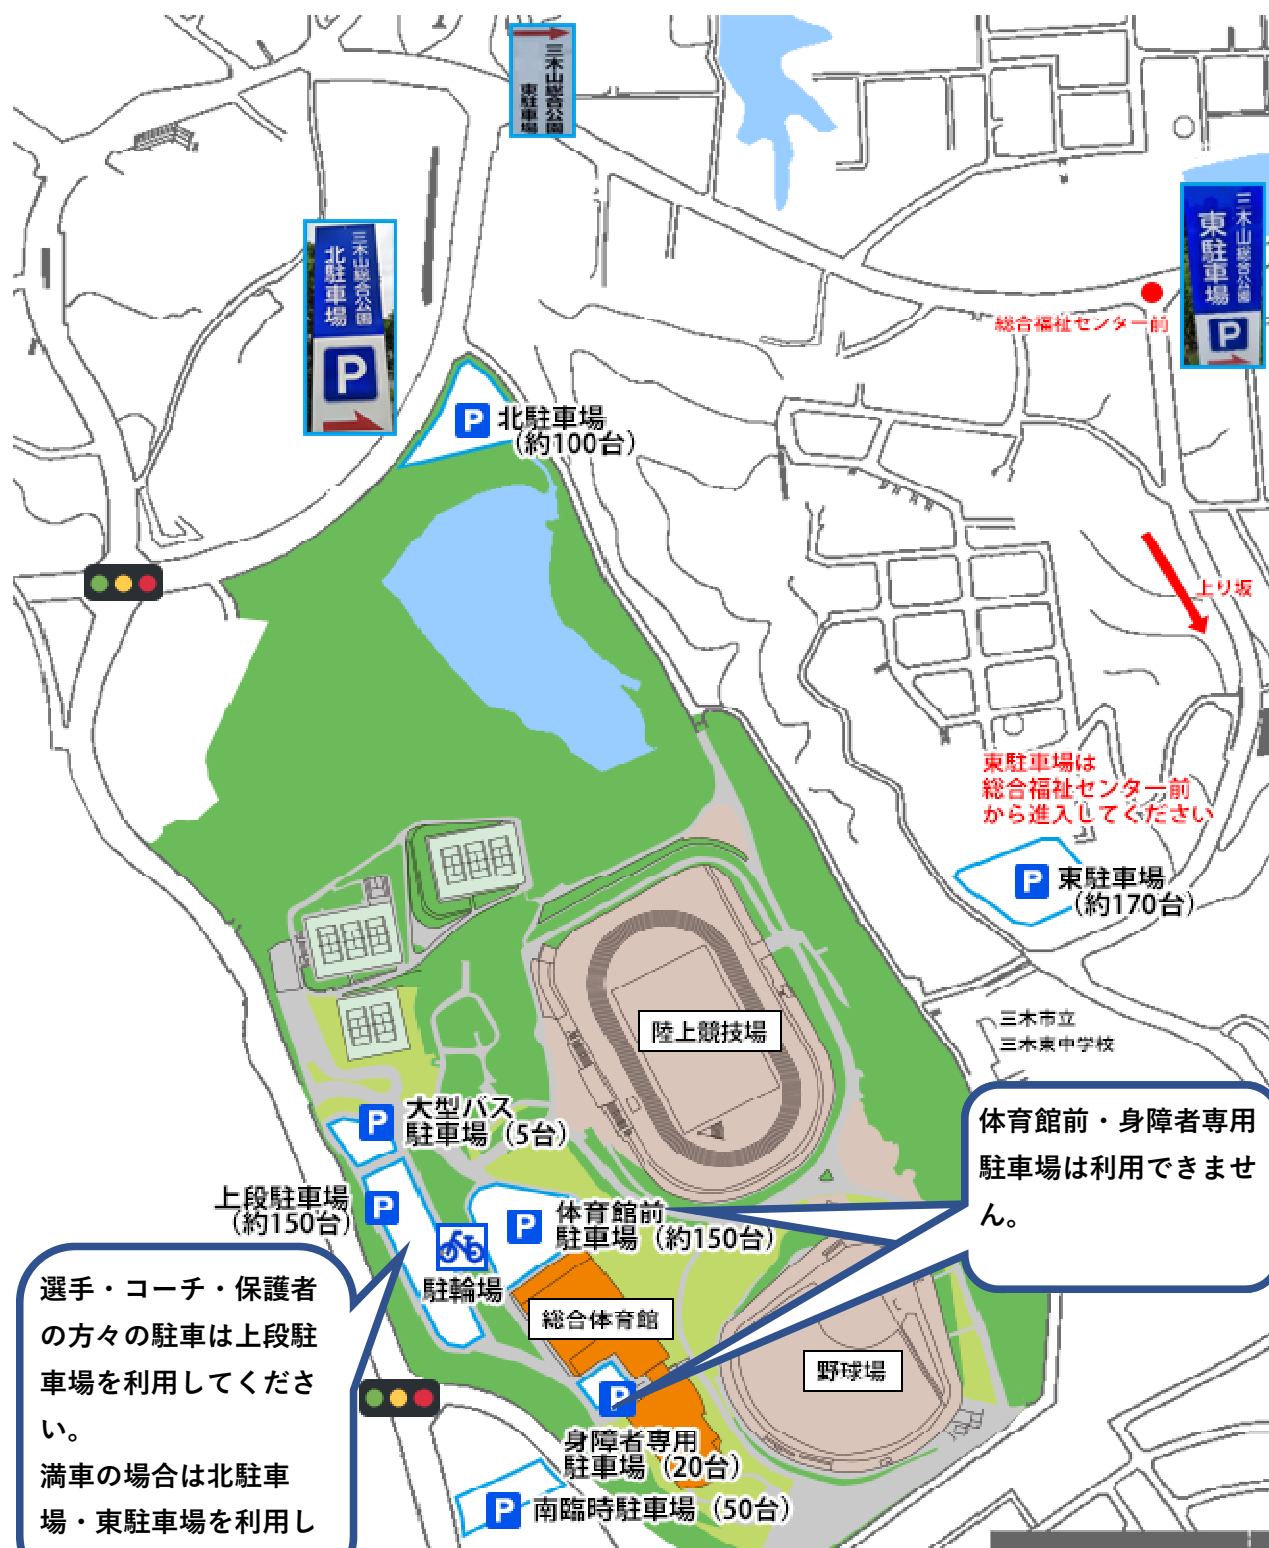 三木山総合公園
東駐車場
三木山総合公園
北駐車場
P
三木山総合公園
東駐車場
P
総合福祉センター前
P
北駐車場
（約100台）
上り坂
東駐車場は
総合福祉センター前
から進入してください
P
東駐車場
（約170台）
三木市立
三木東中学校
陸上競技場
P
大型バス
駐車場（5台）
体育館前・身障者専用
駐車場は利用できませ
ん。
上段駐車場
（約150台）
P
P
体育館前
駐車場（約150台）
駐輪場
総合体育館
野球場
選手・コーチ・保護者
の方々の駐車は上段駐
車場を利用してくださ
い。
満車の場合は北駐車
場・東駐車場を利用し
P
身障者専用
駐車場（20台）
P
南臨時駐車場（50台）